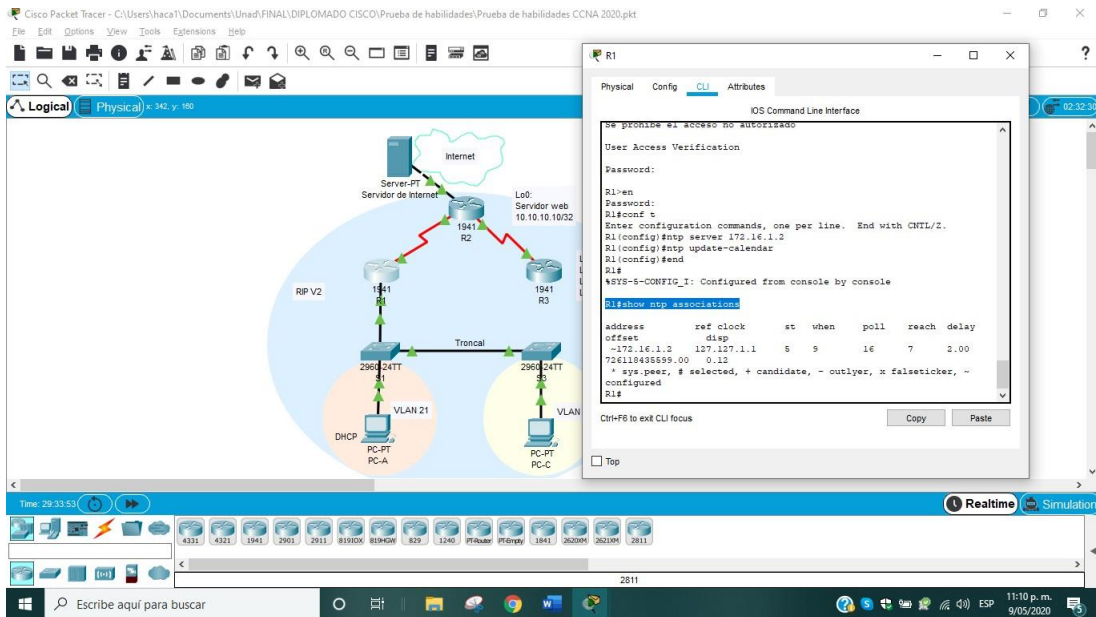 Cisco Packet Tracer - C:\Users\haca1\Documents\Unad\FINAL\DIPLOMADO CISCO\Prueba de habilidades\Prueba de habilidades CCNA 2020.pkt
File Edit Options View Tools Extensions Help
Logical Physical x: 342, y: 160
02:32:30
Internet
Server-PT
Servidor de Internet
Lo0:
Servidor web
10.10.10.10/32
1941
R2
1941
R1
1941
R3
RIP V2
Troncal
2960-24TT
S1
2960-24TT
S3
VLAN 21
VLAN
DHCP
PC-PT
PC-A
PC-PT
PC-C
R1
Physical Config CLI Attributes
IOS Command Line Interface
Se prohibe el acceso no autorizado
User Access Verification
Password:
R1>en
Password:
R1#conf t
Enter configuration commands, one per line. End with CNTL/Z.
R1(config)#ntp server 172.16.1.2
R1(config)#ntp update-calendar
R1(config)#end
R1#
%SYS-5-CONFIG_I: Configured from console by console
R1#show ntp associations
address ref clock st when poll reach delay
offset disp
~172.16.1.2 127.127.1.1 5 9 16 7 2.00
726118435599.00 0.12
* sys.peer, # selected, + candidate, - outlyer, x falseticker, ~
configured
R1#
Ctrl+F6 to exit CLI focus
Copy Paste
Top
?
Time: 29:33:53
Realtime Simulation
4331 4321 1941 2901 2911 819IOX 819HGW 829 1240 PT-Router PT-Empty 1841 2620XM 2621XM 2811
2811
Escribe aquí para buscar
ESP
11:10 p. m.
9/05/2020